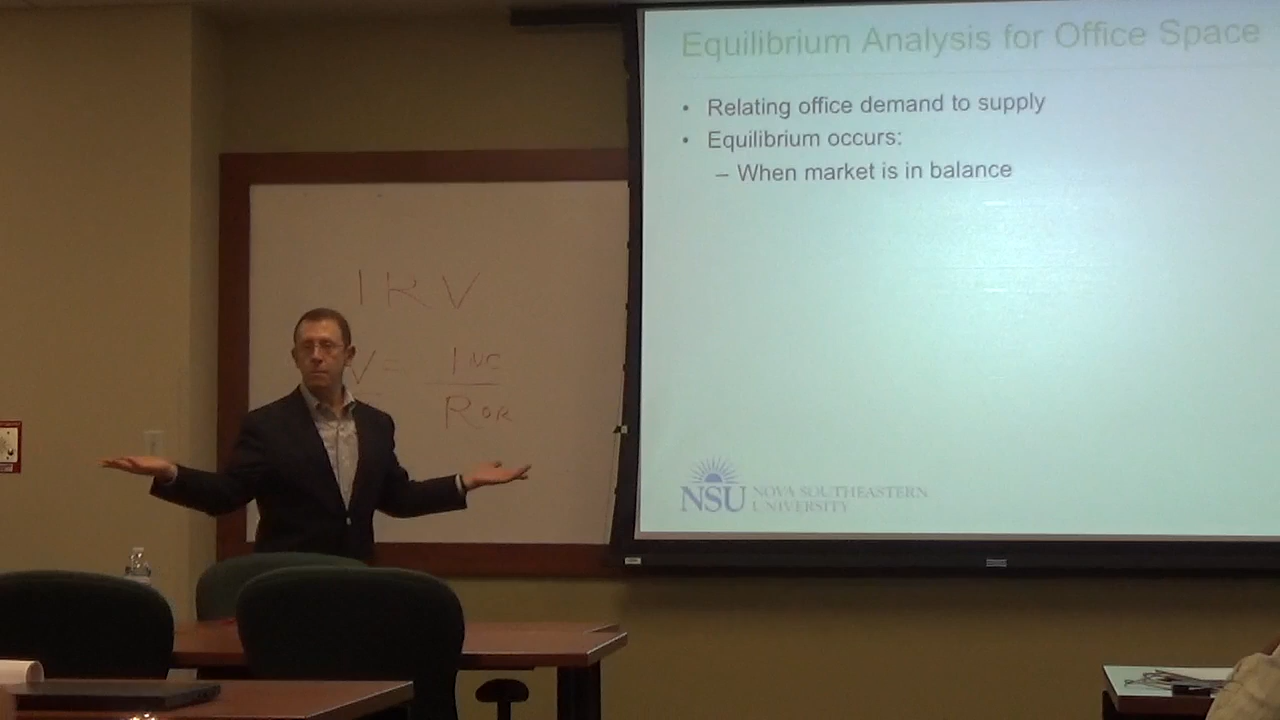 I R V
V = Inc
Ror
Equilibrium Analysis for Office Space
• Relating office demand to supply
• Equilibrium occurs:
– When market is in balance
NSU NOVA SOUTHEASTERN
UNIVERSITY